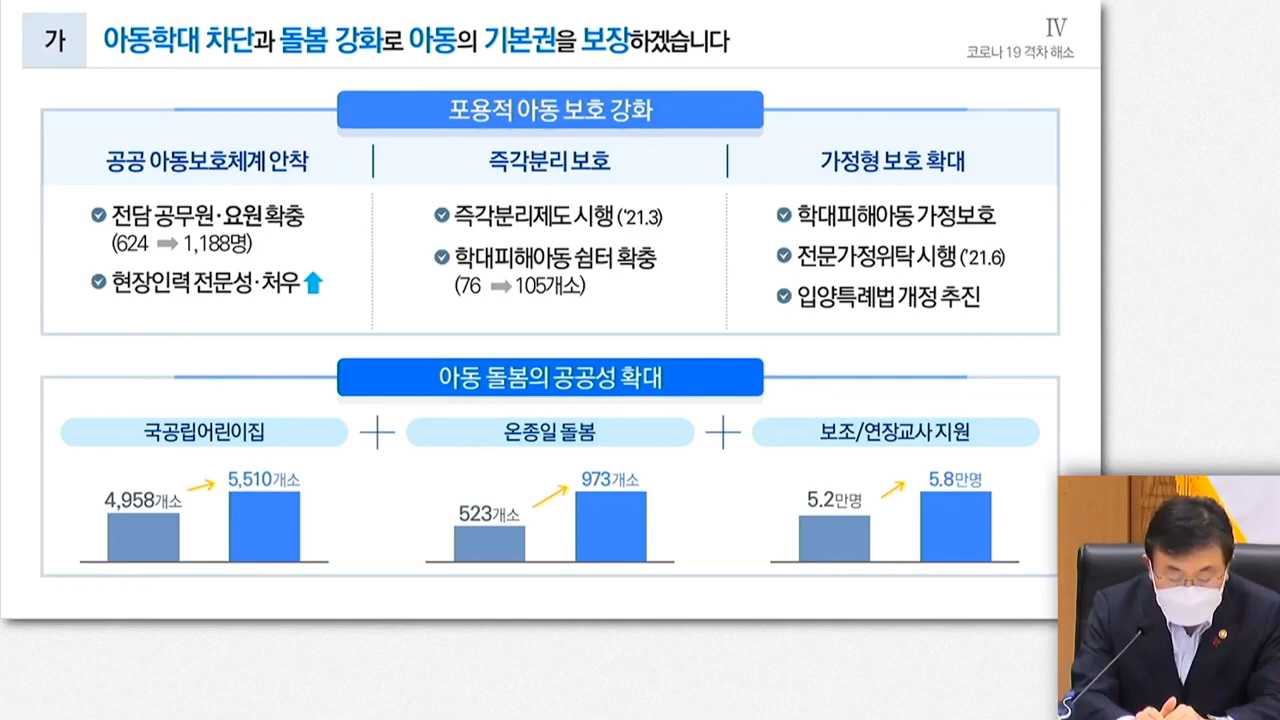 가
아동학대 차단과 돌봄 강화로 아동의 기본권을 보장하겠습니다
Ⅳ
코로나 19 격차 해소
포용적 아동 보호 강화
공공 아동보호체계 안착
즉각분리 보호
가정형 보호 확대
전담 공무원·요원 확충
(624 ➡ 1,188명)
현장인력 전문성·처우
즉각분리제도 시행 ('21.3)
학대피해아동 쉼터 확충
(76 ➡ 105개소)
학대피해아동 가정보호
전문가정위탁 시행 ('21.6)
입양특례법 개정 추진
아동 돌봄의 공공성 확대
국공립어린이집
+
온종일 돌봄
+
보조/연장교사 지원
4,958개소
5,510개소
523개소
973개소
5.2만명
5.8만명